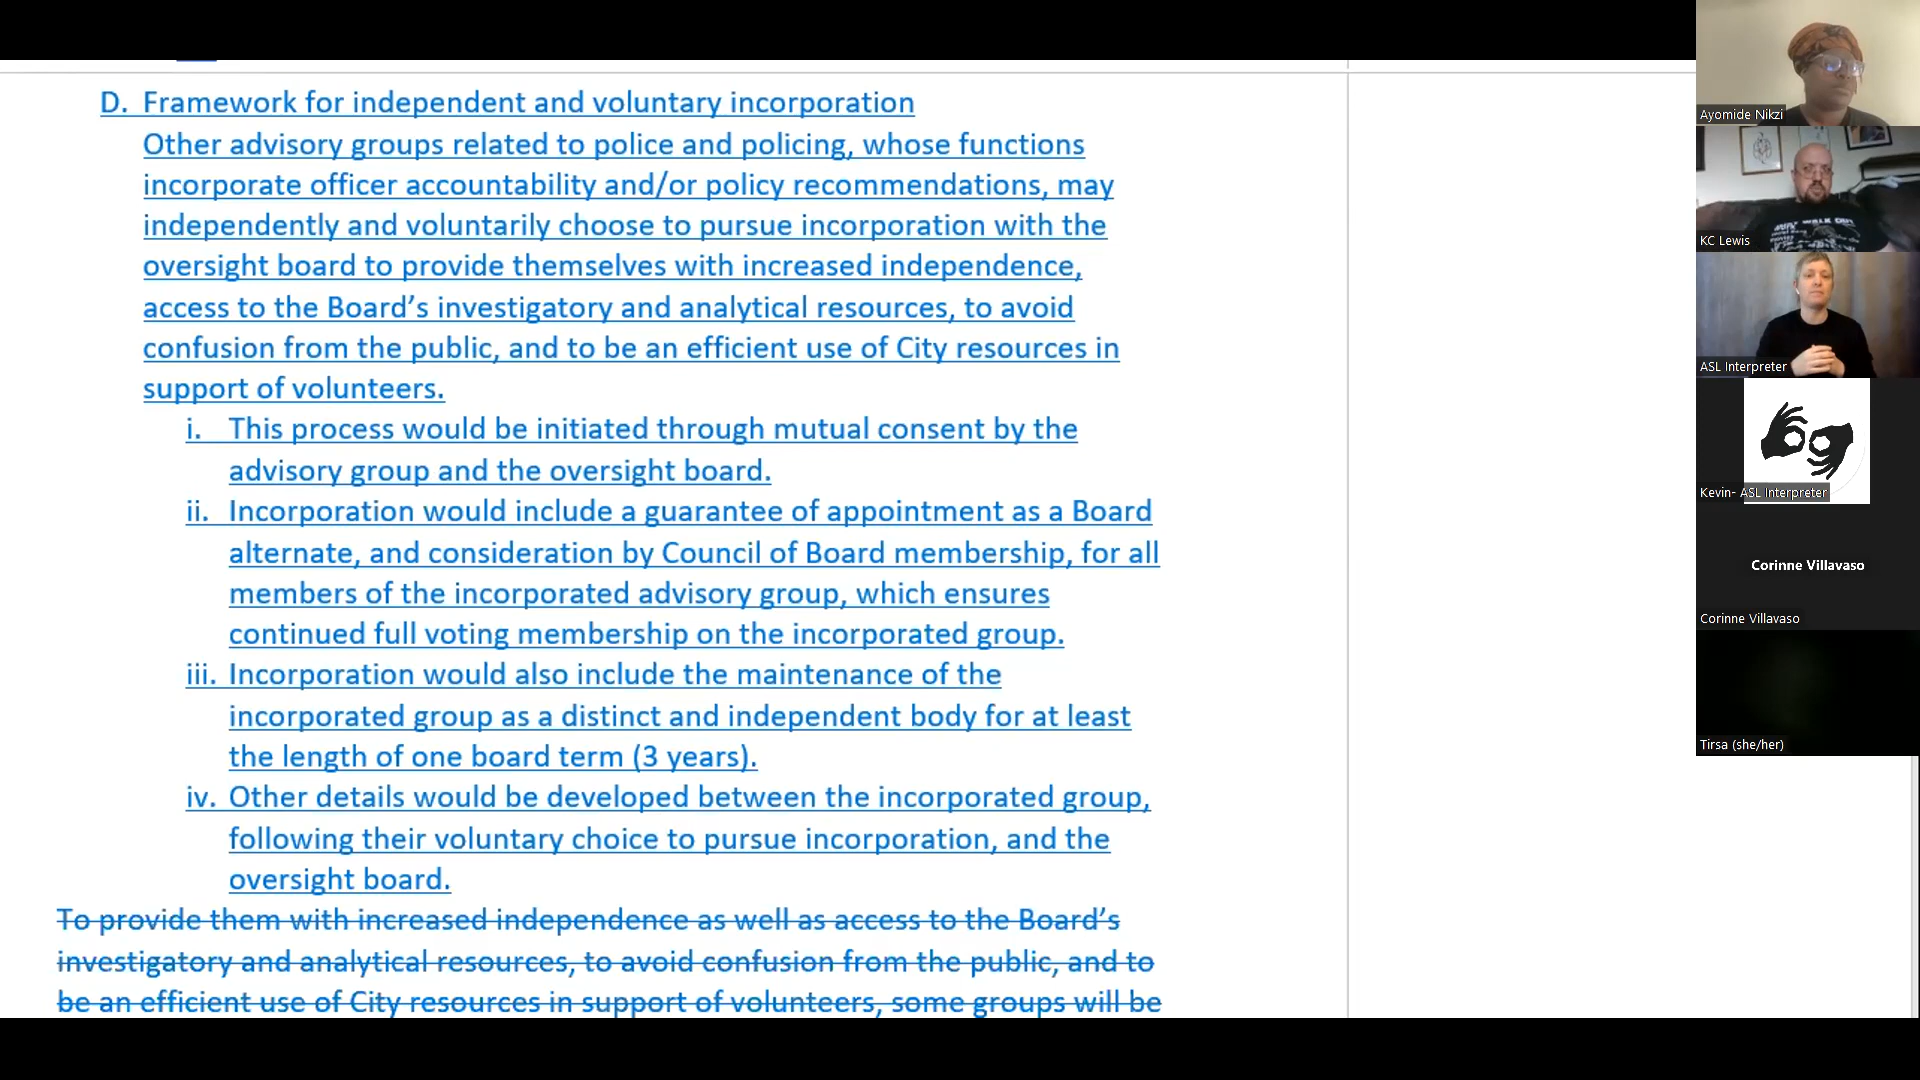 D. Framework for independent and voluntary incorporation
Other advisory groups related to police and policing, whose functions
incorporate officer accountability and/or policy recommendations, may
independently and voluntarily choose to pursue incorporation with the
oversight board to provide themselves with increased independence,
access to the Board’s investigatory and analytical resources, to avoid
confusion from the public, and to be an efficient use of City resources in
support of volunteers.
i. This process would be initiated through mutual consent by the
advisory group and the oversight board.
ii. Incorporation would include a guarantee of appointment as a Board
alternate, and consideration by Council of Board membership, for all
members of the incorporated advisory group, which ensures
continued full voting membership on the incorporated group.
iii. Incorporation would also include the maintenance of the
incorporated group as a distinct and independent body for at least
the length of one board term (3 years).
iv. Other details would be developed between the incorporated group,
following their voluntary choice to pursue incorporation, and the
oversight board.
To provide them with increased independence as well as access to the Board’s
investigatory and analytical resources, to avoid confusion from the public, and to
be an efficient use of City resources in support of volunteers, some groups will be
Ayomide Nikzi
KC Lewis
ASL Interpreter
Kevin- ASL Interpreter
Corinne Villavaso
Corinne Villavaso
Tirsa (she/her)